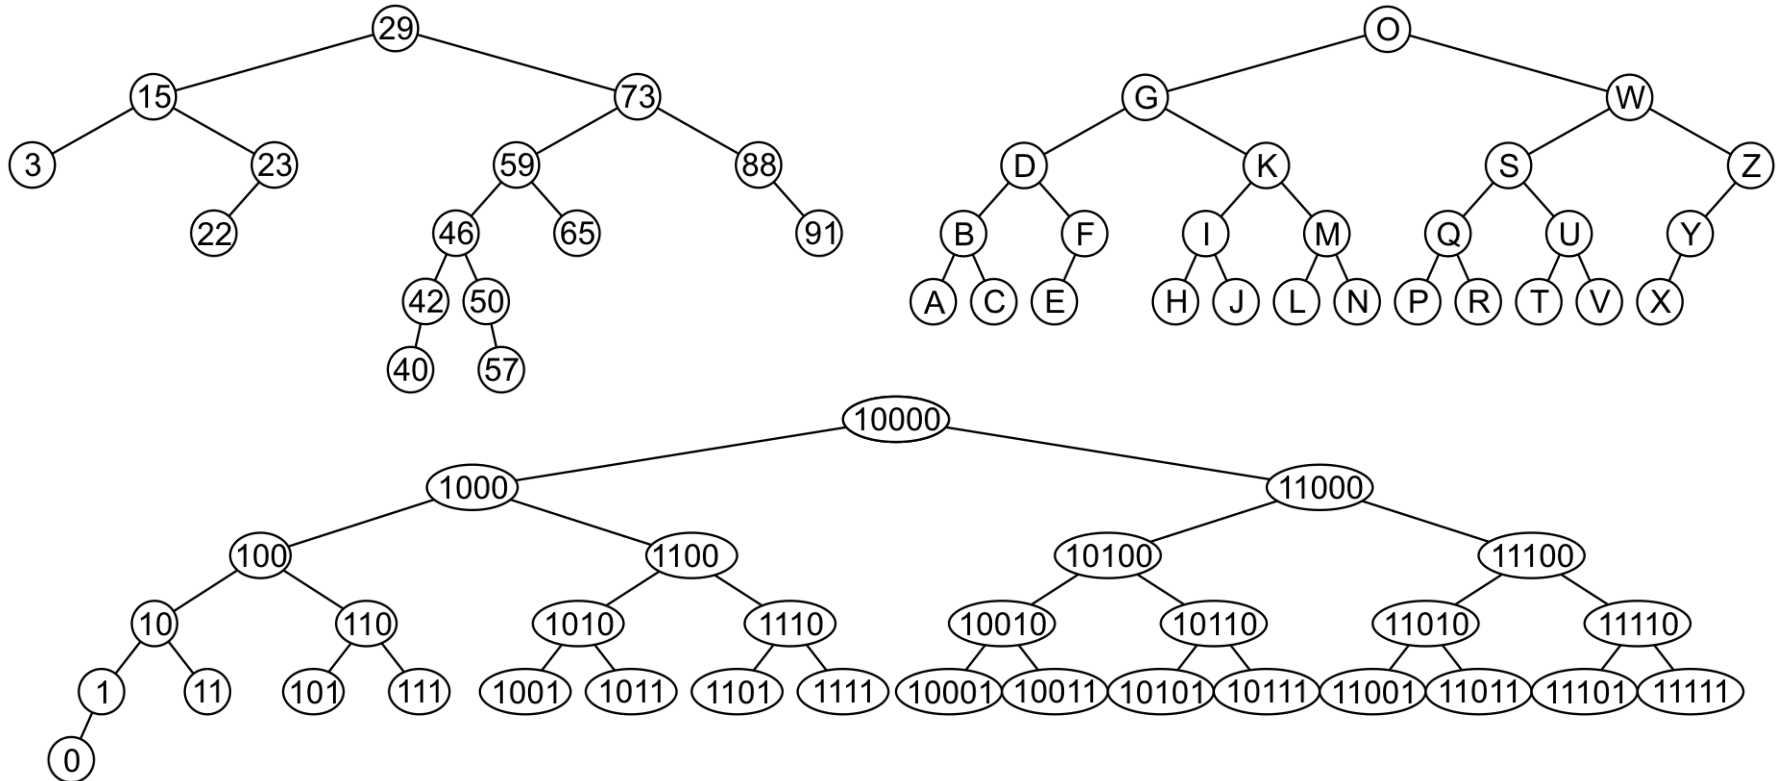 29 O
15 73 G W
3 23 59 88 D K S Z
22 46 65 91 B F I M Q U Y
42 50 A C E H J L N P R T V X
40 57
10000
1000 11000
100 1100 10100 11100
10 110 1010 1110 10010 10110 11010 11110
1 11 101 111 1001 1011 1101 1111 10001 10011 10101 10111 11001 11011 11101 11111
0